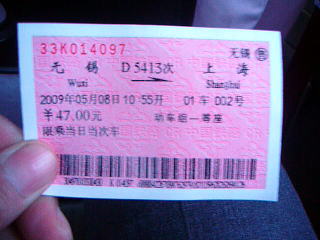 33K014097 无锡 售
无锡 D5413次 上海
Wuxi Shanghai
2009年05月08日10:55开 01车 002号
￥47.00元 动车组一等座
限乘当日当次车